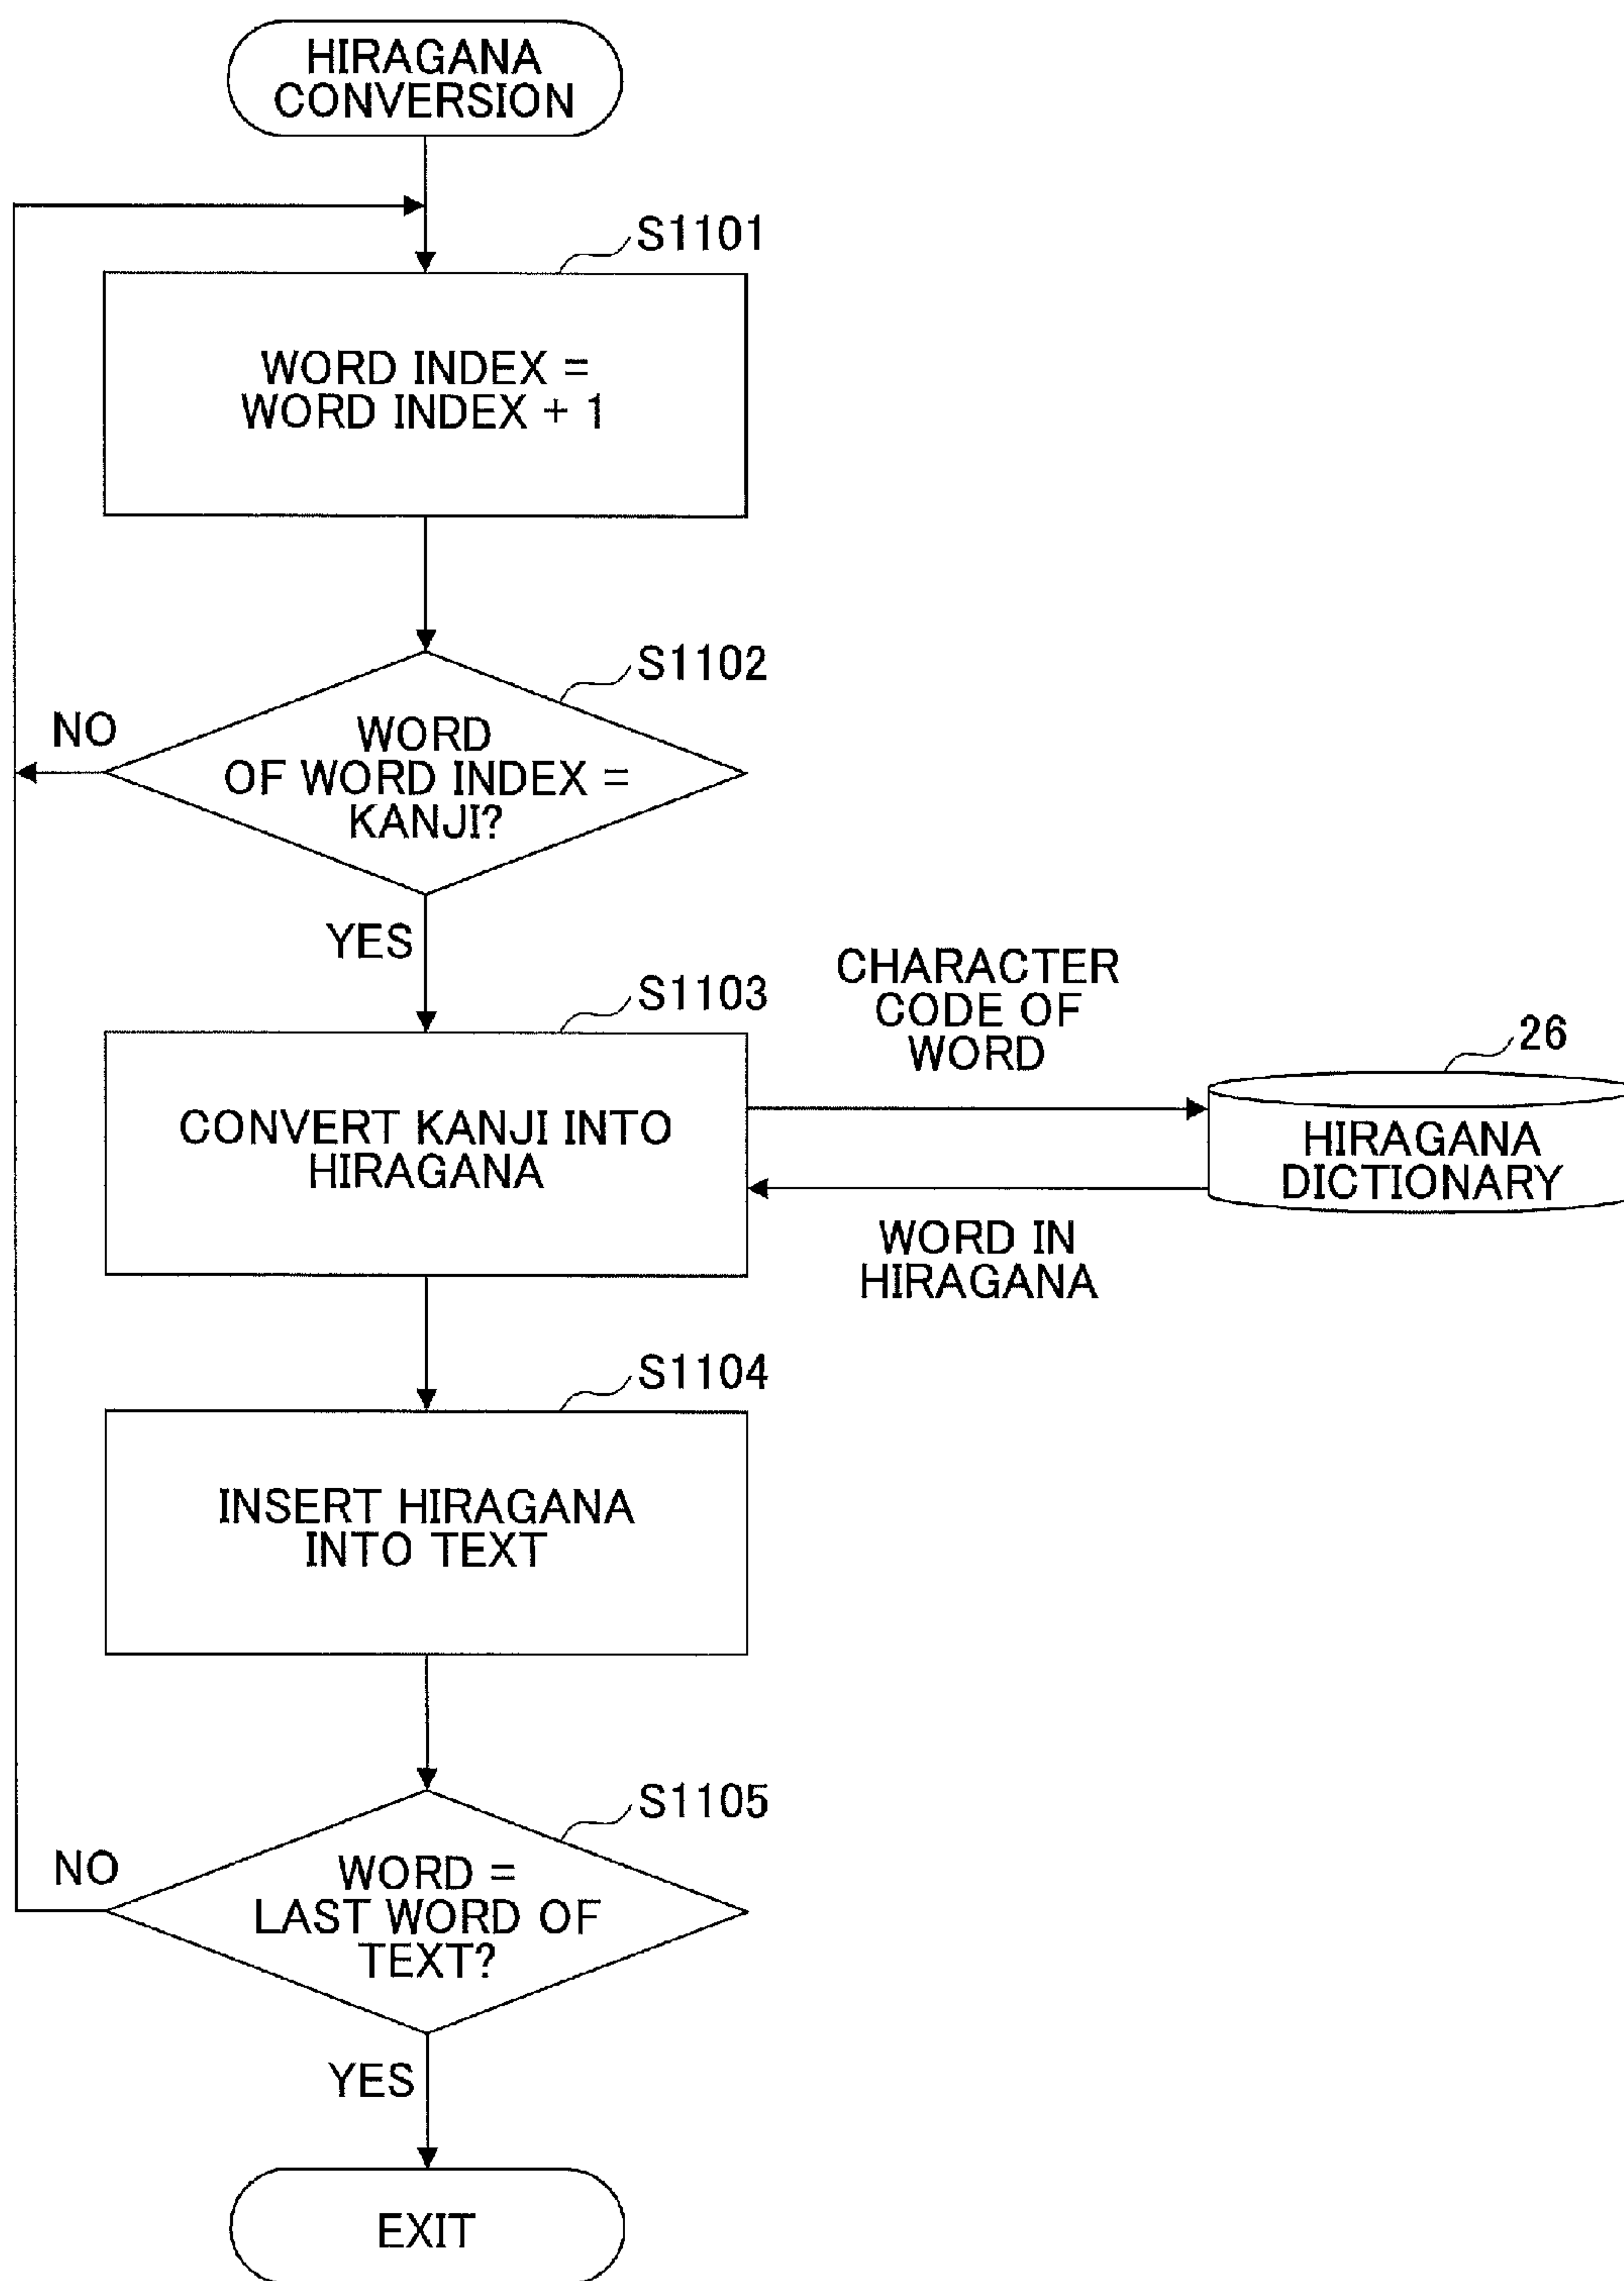 HIRAGANA
CONVERSION
S1101
WORD INDEX =
WORD INDEX + 1
S1102
NO
WORD
OF WORD INDEX =
KANJI?
YES
S1103
CHARACTER
CODE OF
WORD
26
CONVERT KANJI INTO
HIRAGANA
HIRAGANA
DICTIONARY
WORD IN
HIRAGANA
S1104
INSERT HIRAGANA
INTO TEXT
S1105
NO
WORD =
LAST WORD OF
TEXT?
YES
EXIT